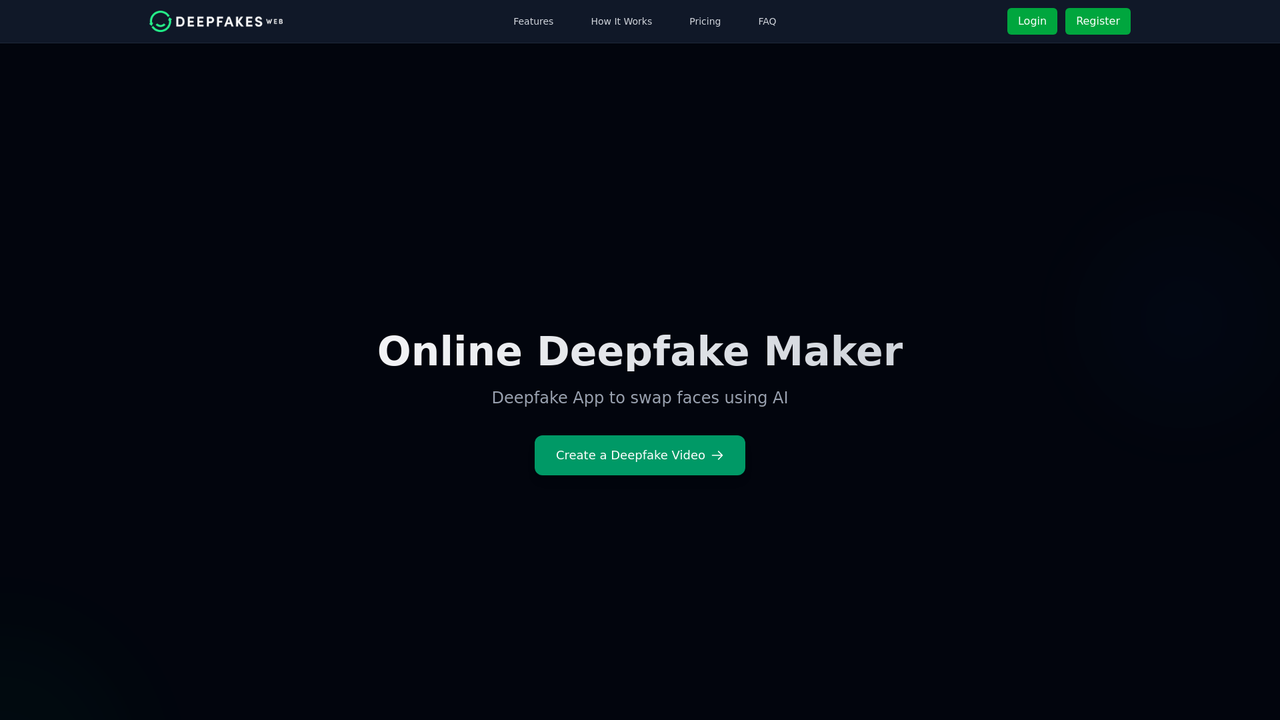 DEEPFAKES WEB
Features
How It Works
Pricing
FAQ
Login
Register
Online Deepfake Maker
Deepfake App to swap faces using AI
Create a Deepfake Video →